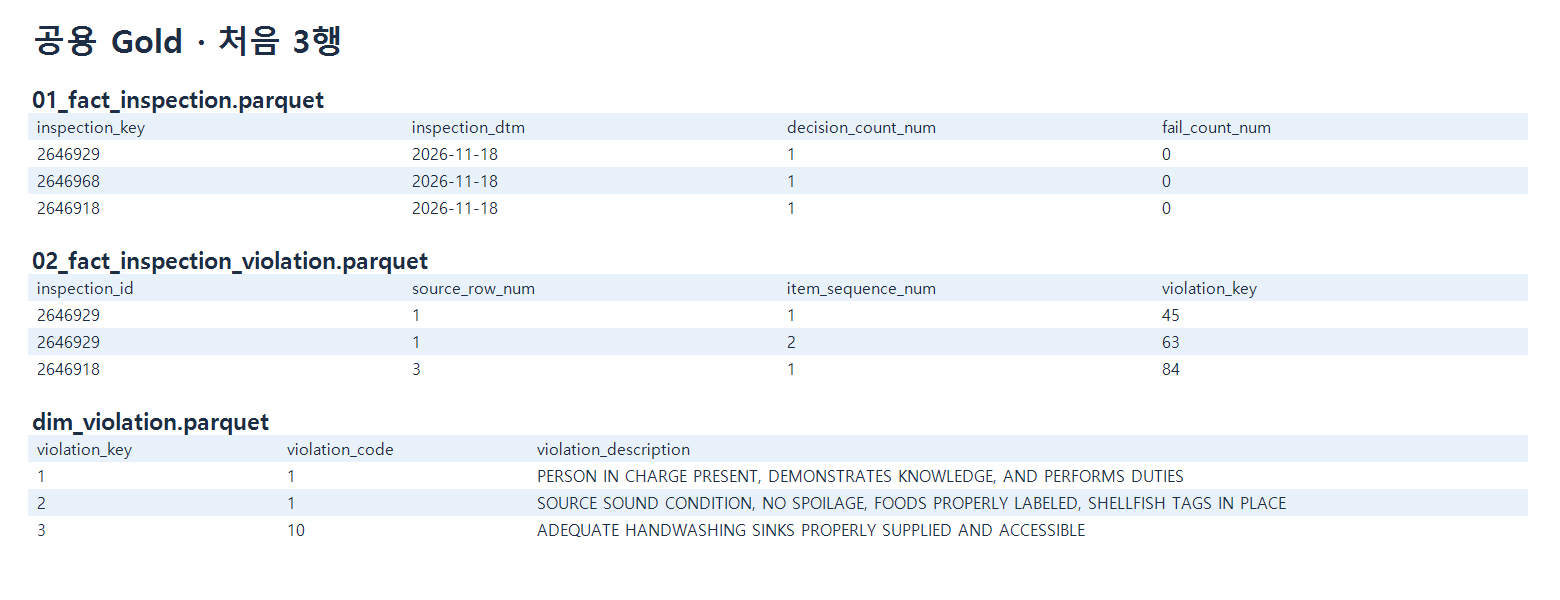 공용 Gold · 처음 3행
01_fact_inspection.parquet
inspection_key inspection_dtm decision_count_num fail_count_num
2646929 2026-11-18 1 0
2646968 2026-11-18 1 0
2646918 2026-11-18 1 0
02_fact_inspection_violation.parquet
inspection_id source_row_num item_sequence_num violation_key
2646929 1 1 45
2646929 1 2 63
2646918 3 1 84
dim_violation.parquet
violation_key violation_code violation_description
1 1 PERSON IN CHARGE PRESENT, DEMONSTRATES KNOWLEDGE, AND PERFORMS DUTIES
2 1 SOURCE SOUND CONDITION, NO SPOILAGE, FOODS PROPERLY LABELED, SHELLFISH TAGS IN PLACE
3 10 ADEQUATE HANDWASHING SINKS PROPERLY SUPPLIED AND ACCESSIBLE